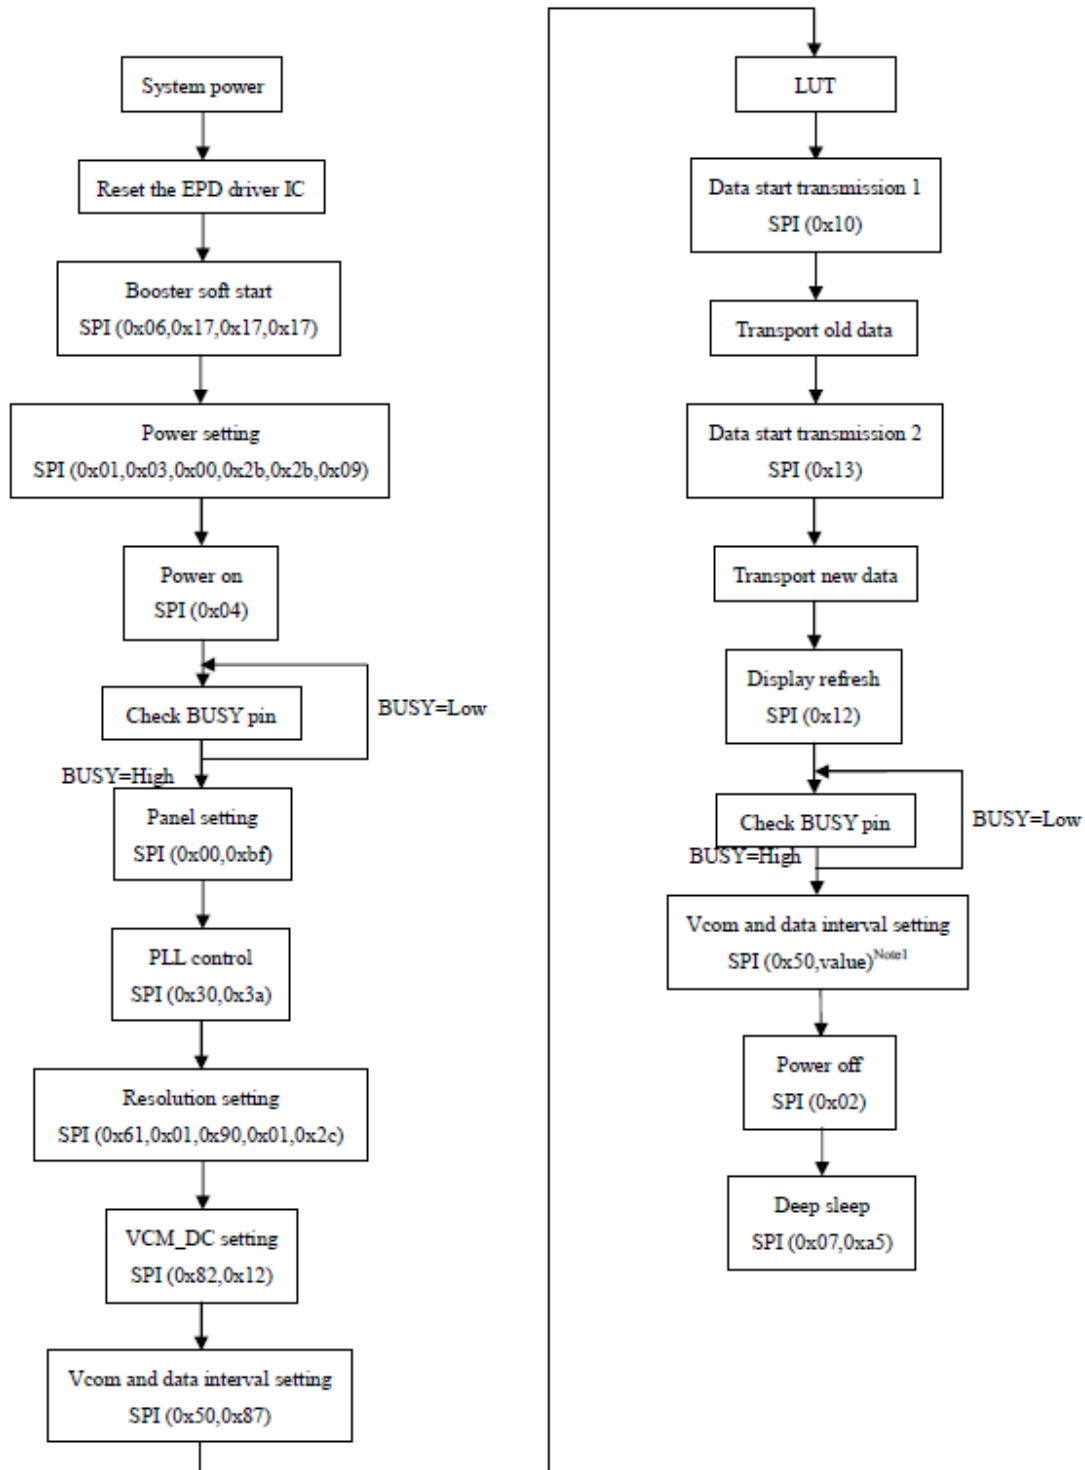 System power
Reset the EPD driver IC
Booster soft start
SPI (0x06,0x17,0x17,0x17)
Power setting
SPI (0x01,0x03,0x00,0x2b,0x2b,0x09)
Power on
SPI (0x04)
Check BUSY pin
BUSY=Low
BUSY=High
Panel setting
SPI (0x00,0xbf)
PLL control
SPI (0x30,0x3a)
Resolution setting
SPI (0x61,0x01,0x90,0x01,0x2c)
VCM_DC setting
SPI (0x82,0x12)
Vcom and data interval setting
SPI (0x50,0x87)
LUT
Data start transmission 1
SPI (0x10)
Transport old data
Data start transmission 2
SPI (0x13)
Transport new data
Display refresh
SPI (0x12)
Check BUSY pin
BUSY=Low
BUSY=High
Vcom and data interval setting
SPI (0x50,value)Note1
Power off
SPI (0x02)
Deep sleep
SPI (0x07,0xa5)